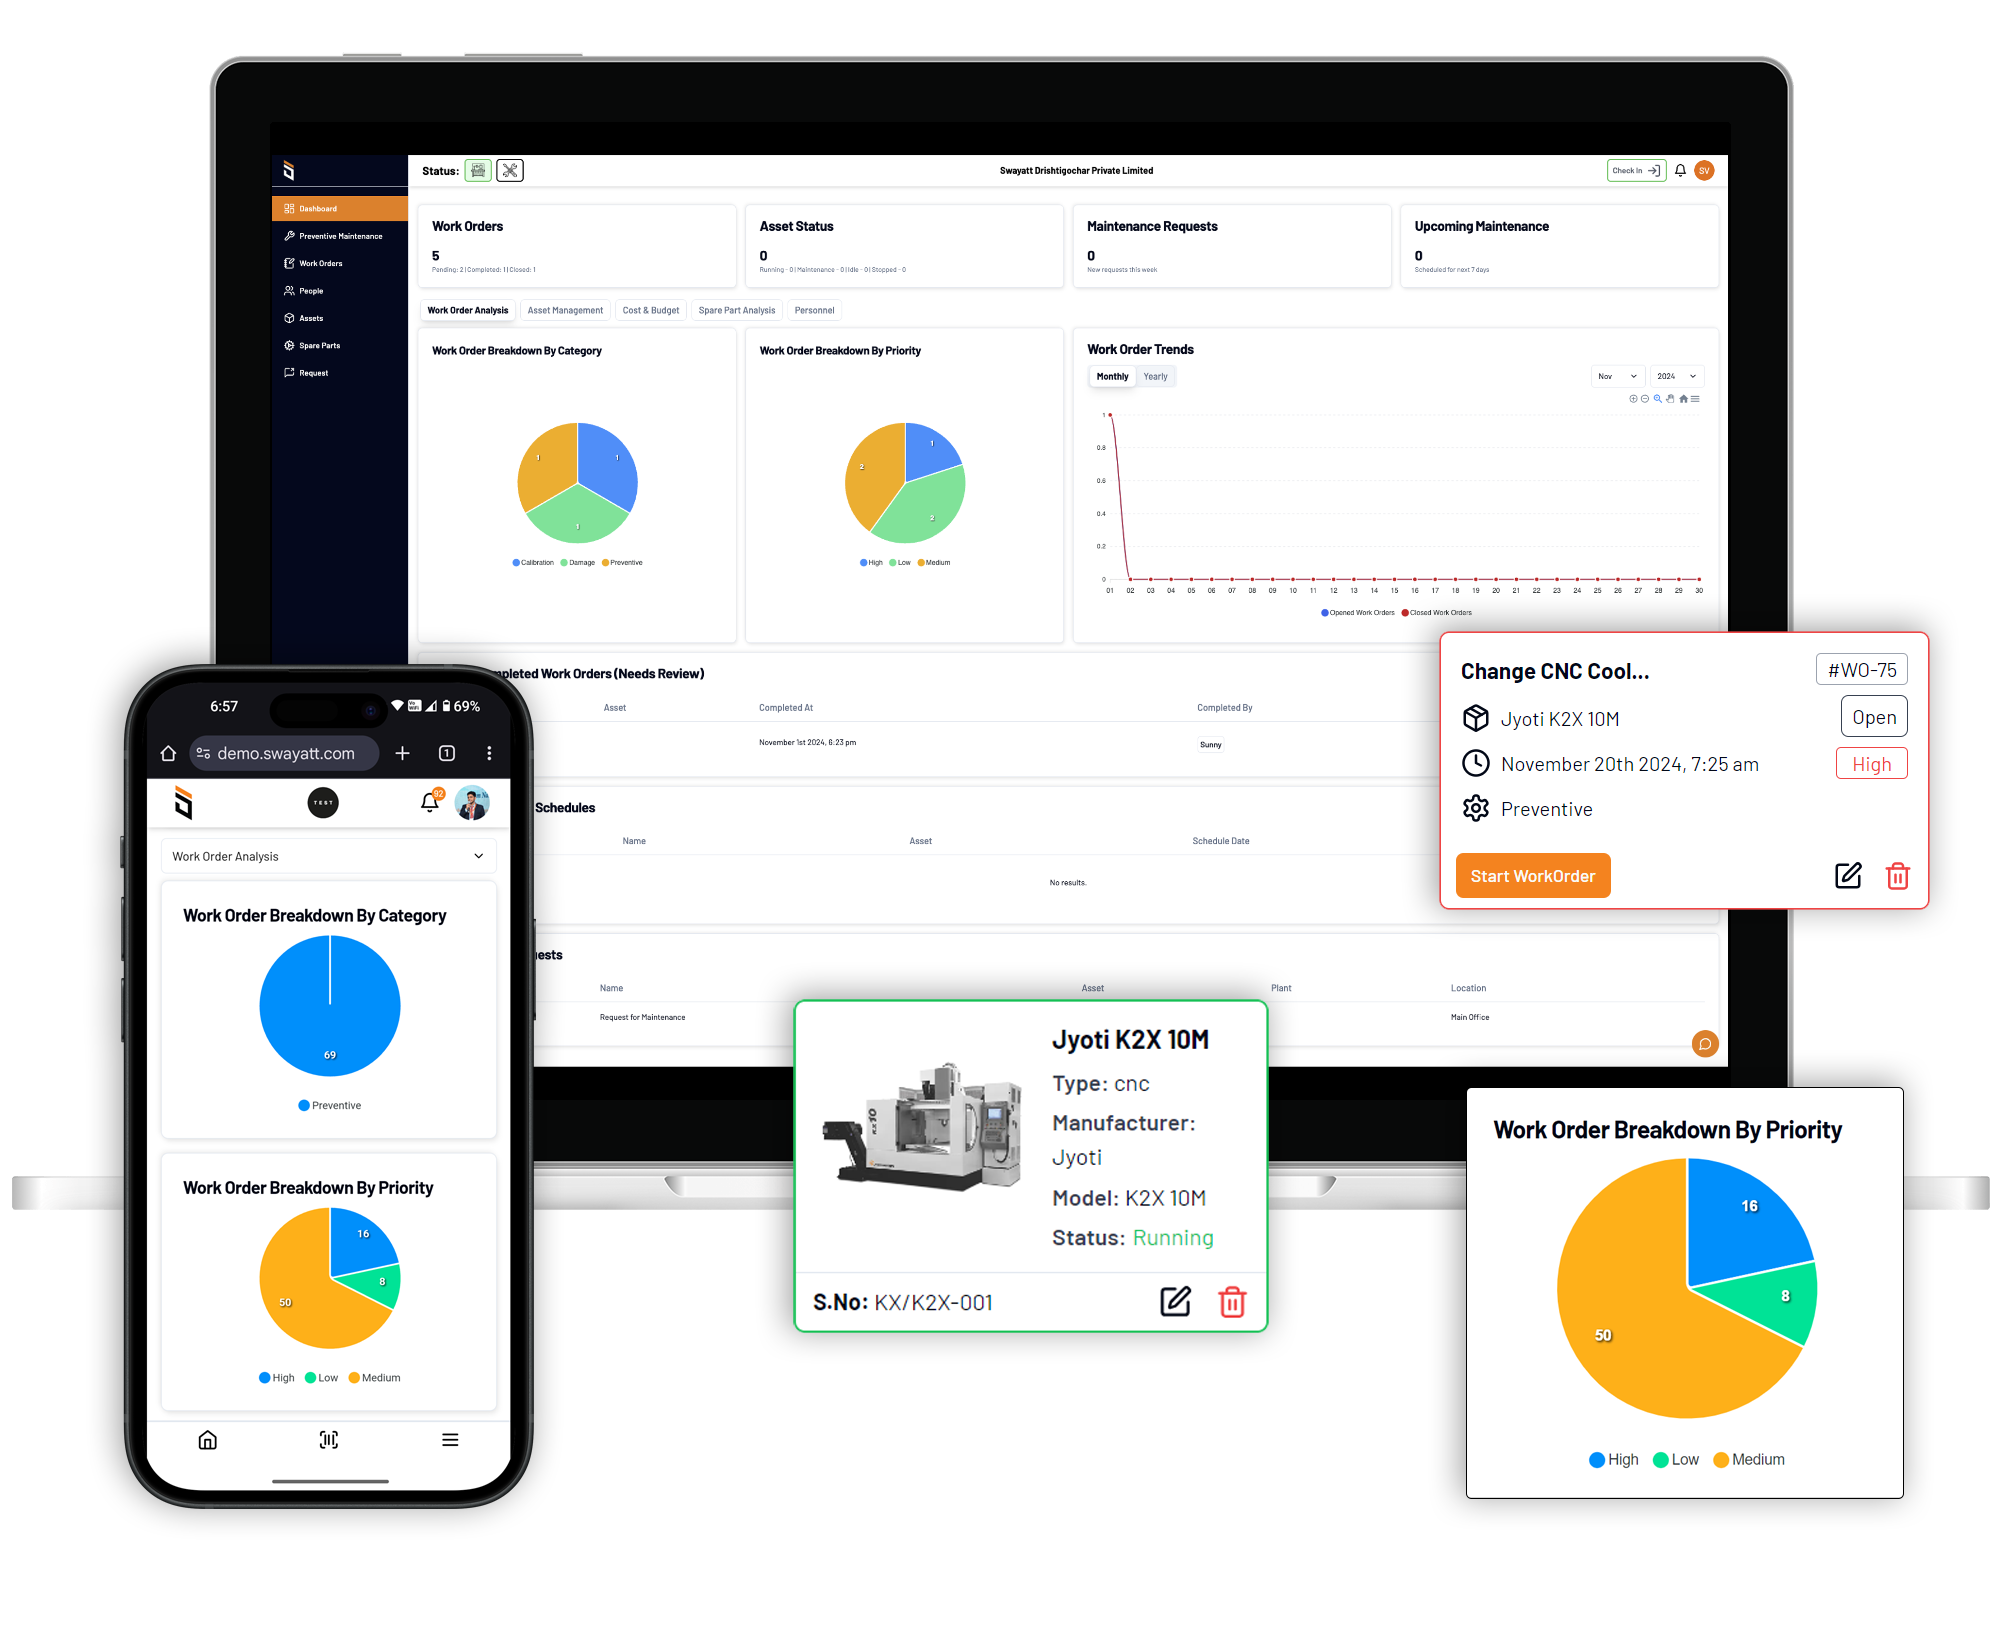 Status:
Swayatt Drishtigochar Private Limited
Check In
SV
Dashboard
Preventive Maintenance
Work Orders
People
Assets
Spare Parts
Request
Work Orders
5
Pending: 2 | Completed: 1 | Closed: 1
Asset Status
0
Running - 0 | Maintenance - 0 | Idle - 0 | Stopped - 0
Maintenance Requests
0
New requests this week
Upcoming Maintenance
0
Scheduled for next 7 days
Work Order Analysis
Asset Management
Cost & Budget
Spare Part Analysis
Personnel
Work Order Breakdown By Category
1
1
1
Calibration Damage Preventive
Work Order Breakdown By Priority
1
2
2
High Low Medium
Work Order Trends
Monthly Yearly
Nov 2024
1
0.8
0.6
0.4
0.2
0
01 02 03 04 05 06 07 08 09 10 11 12 13 14 15 16 17 18 19 20 21 22 23 24 25 26 27 28 29 30
Opened Work Orders Closed Work Orders
pleted Work Orders (Needs Review)
Asset Completed At Completed By
November 1st 2024, 6:23 pm Sunny
Schedules
Name Asset Schedule Date
No results.
ests
Name Asset Plant Location
Request for Maintenance Main Office
6:57
69%
demo.swayatt.com
1
TEST
92
Work Order Analysis
Work Order Breakdown By Category
69
Preventive
Work Order Breakdown By Priority
16
8
50
High Low Medium
Change CNC Cool...
#WO-75
Jyoti K2X 10M
Open
November 20th 2024, 7:25 am
High
Preventive
Start WorkOrder
Jyoti K2X 10M
Type: cnc
Manufacturer:
Jyoti
Model: K2X 10M
Status: Running
S.No: KX/K2X-001
Work Order Breakdown By Priority
16
8
50
High Low Medium